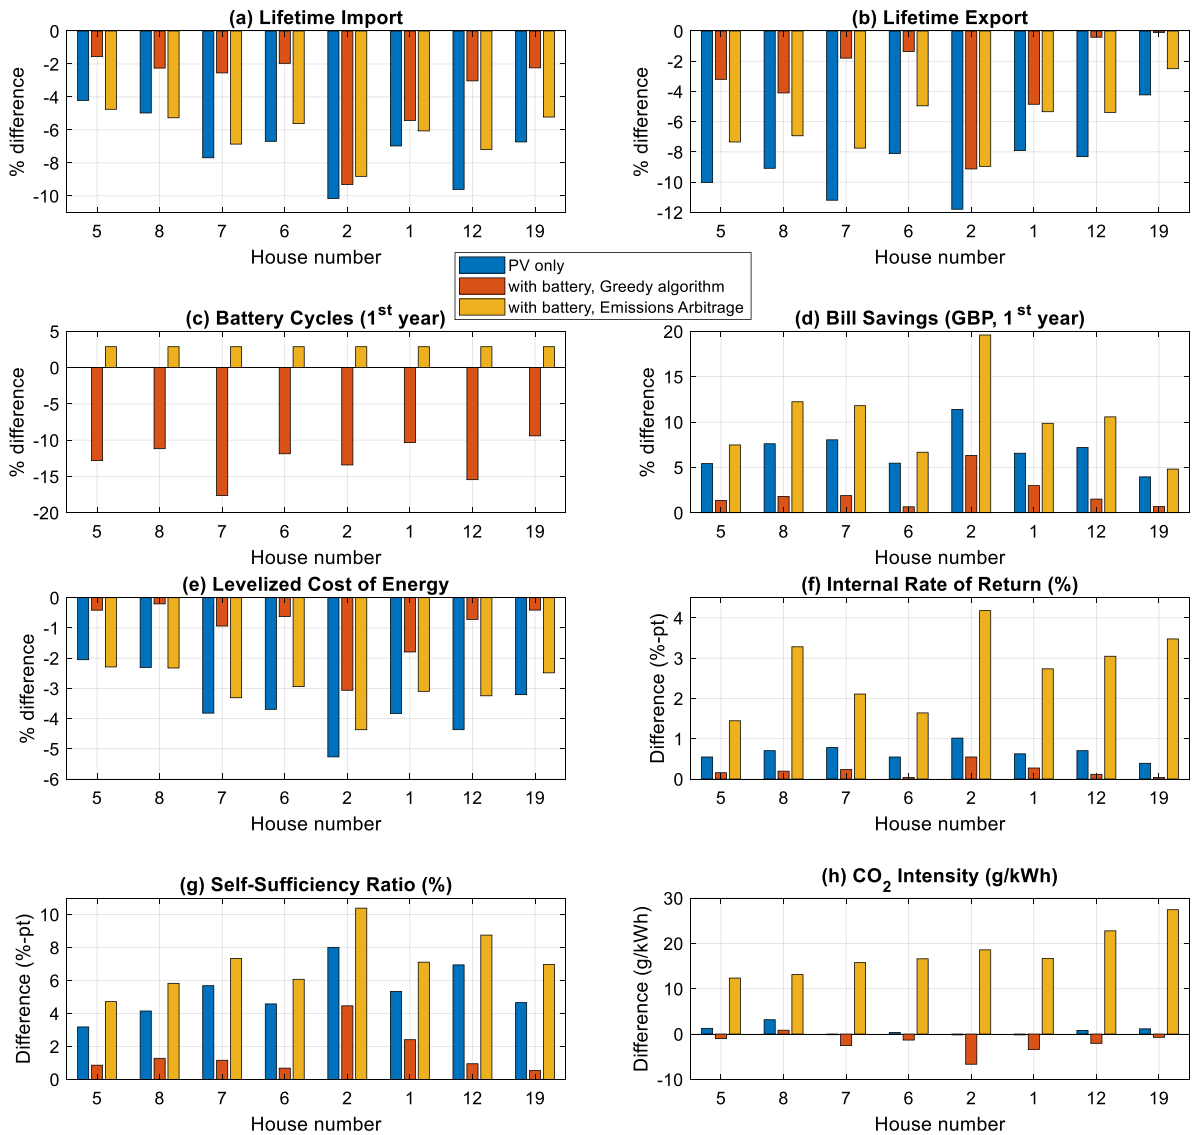 (a) Lifetime Import
0
-2
-4
-6
-8
-10
% difference
5 8 7 6 2 1 12 19
House number
(b) Lifetime Export
0
-2
-4
-6
-8
-10
-12
% difference
5 8 7 6 2 1 12 19
House number
PV only
with battery, Greedy algorithm
with battery, Emissions Arbitrage
(c) Battery Cycles (1st year)
5
0
-5
-10
-15
-20
% difference
5 8 7 6 2 1 12 19
House number
(d) Bill Savings (GBP, 1st year)
20
15
10
5
0
% difference
5 8 7 6 2 1 12 19
House number
(e) Levelized Cost of Energy
0
-1
-2
-3
-4
-5
-6
% difference
5 8 7 6 2 1 12 19
House number
(f) Internal Rate of Return (%)
4
3
2
1
0
Difference (%-pt)
5 8 7 6 2 1 12 19
House number
(g) Self-Sufficiency Ratio (%)
10
8
6
4
2
0
Difference (%-pt)
5 8 7 6 2 1 12 19
House number
(h) CO2 Intensity (g/kWh)
30
20
10
0
-10
Difference (g/kWh)
5 8 7 6 2 1 12 19
House number